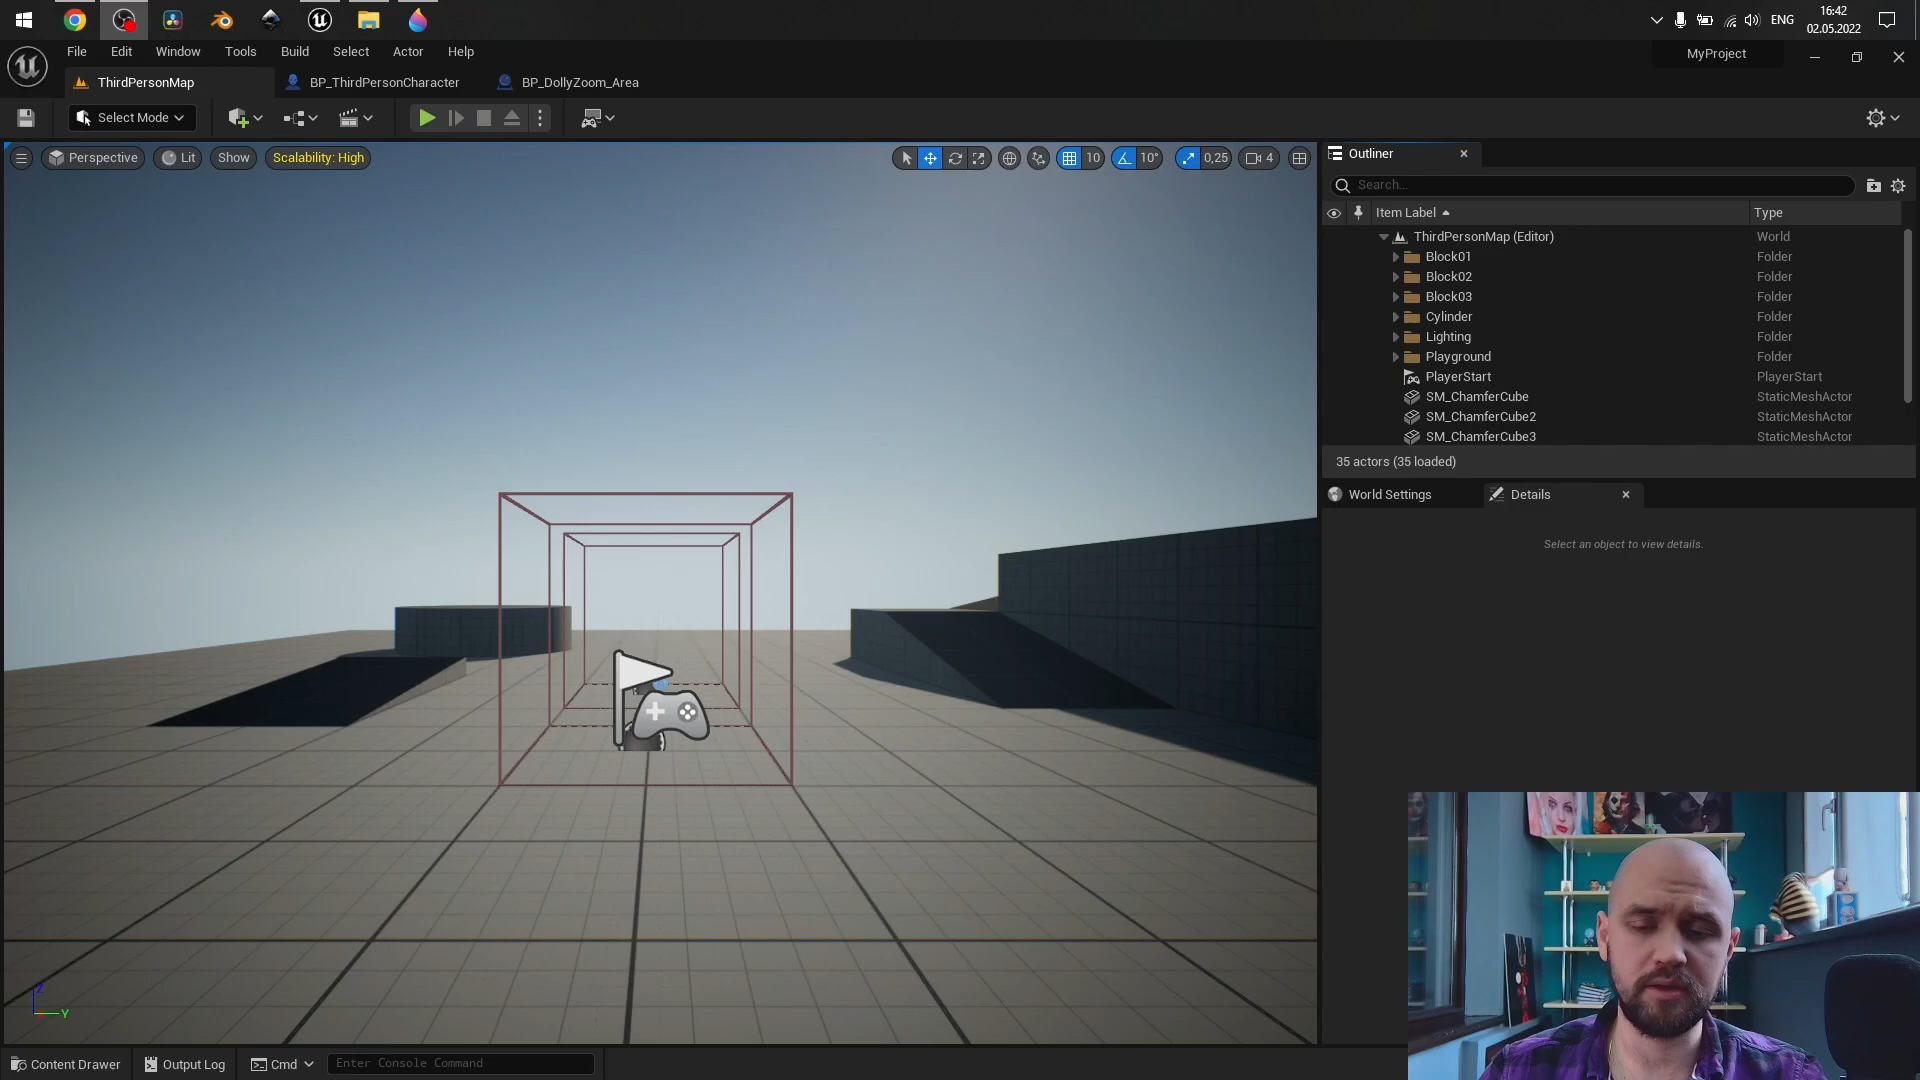 ENG
16:42
02.05.2022
File Edit Window Tools Build Select Actor Help
MyProject
ThirdPersonMap
BP_ThirdPersonCharacter
BP_DollyZoom_Area
Select Mode
Perspective
Lit
Show
Scalability: High
10
10°
0,25
4
Outliner
Search...
Item Label
Type
ThirdPersonMap (Editor) World
Block01 Folder
Block02 Folder
Block03 Folder
Cylinder Folder
Lighting Folder
Playground Folder
PlayerStart PlayerStart
SM_ChamferCube StaticMeshActor
SM_ChamferCube2 StaticMeshActor
SM_ChamferCube3 StaticMeshActor
35 actors (35 loaded)
World Settings
Details
Select an object to view details.
Z
Y
Content Drawer
Output Log
Cmd
Enter Console Command